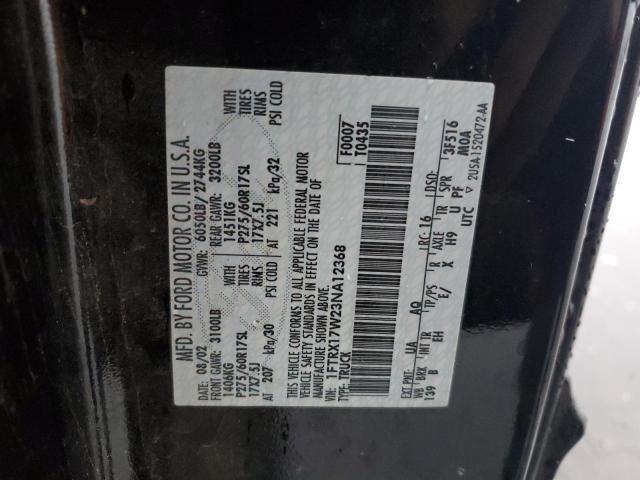 MFD. BY FORD MOTOR CO. IN U.S.A.
08/02 GVWR: 6050LB/ 2744KG
FRONT GAWR: 3100LB REAR GAWR: 3200LB
1406KG WITH 1451KG WITH
P275/60R17SL TIRES P275/60R17SL TIRES
17X7.5J RIMS 17X7.5J RIMS
AT 207 kPa/30 PSI COLD AT 221 kPa/32 PSI COLD
THIS VEHICLE CONFORMS TO ALL APPLICABLE FEDERAL MOTOR
VEHICLE SAFETY STANDARDS IN EFFECT ON THE DATE OF
MANUFACTURE SHOWN ABOVE.
VIN: 1FTRX17W23NA12368
TYPE: TRUCK
F0007
T0435
EXT PNT: UA AQ RC: 16 DSO:
WB BRK INT TR TP/PS R AXLE TR SPR 3F516
139 B EH E/ X H9 U PF MOA
UTC ▽ 2U5A-1520472-AA